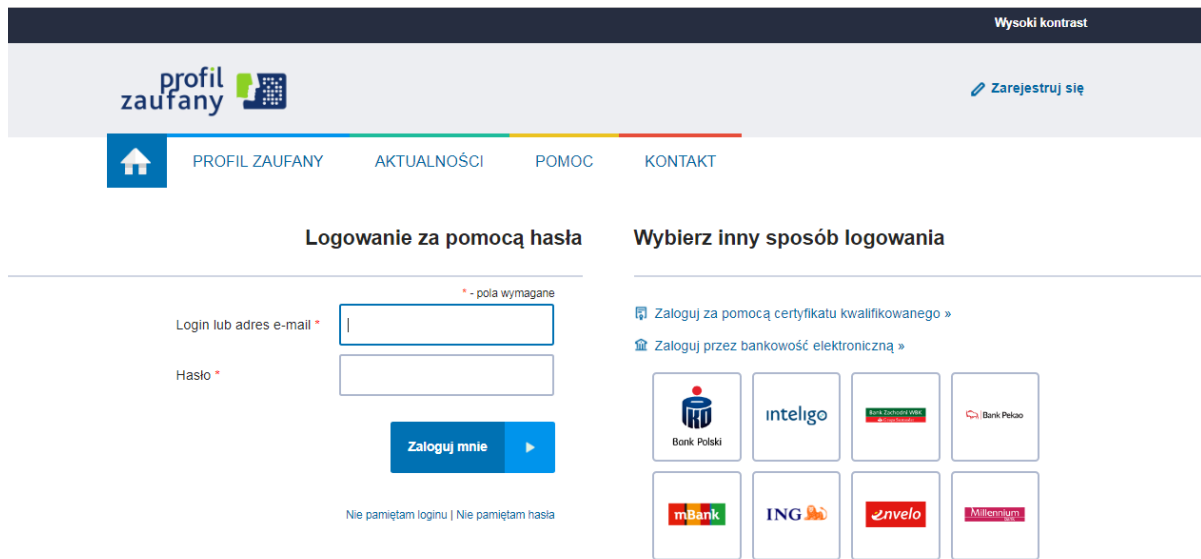 Wysoki kontrast
profil
zaufany
Zarejestruj się
PROFIL ZAUFANY AKTUALNOŚCI POMOC KONTAKT
Logowanie za pomocą hasła
* - pola wymagane
Login lub adres e-mail *
Hasło *
Zaloguj mnie
Nie pamiętam loginu | Nie pamiętam hasła
Wybierz inny sposób logowania
Zaloguj za pomocą certyfikatu kwalifikowanego »
Zaloguj przez bankowość elektroniczną »
Bank Polski
inteligo
Bank Zachodni WBK
Bank Pekao
mBank
ING
envelo
Millennium